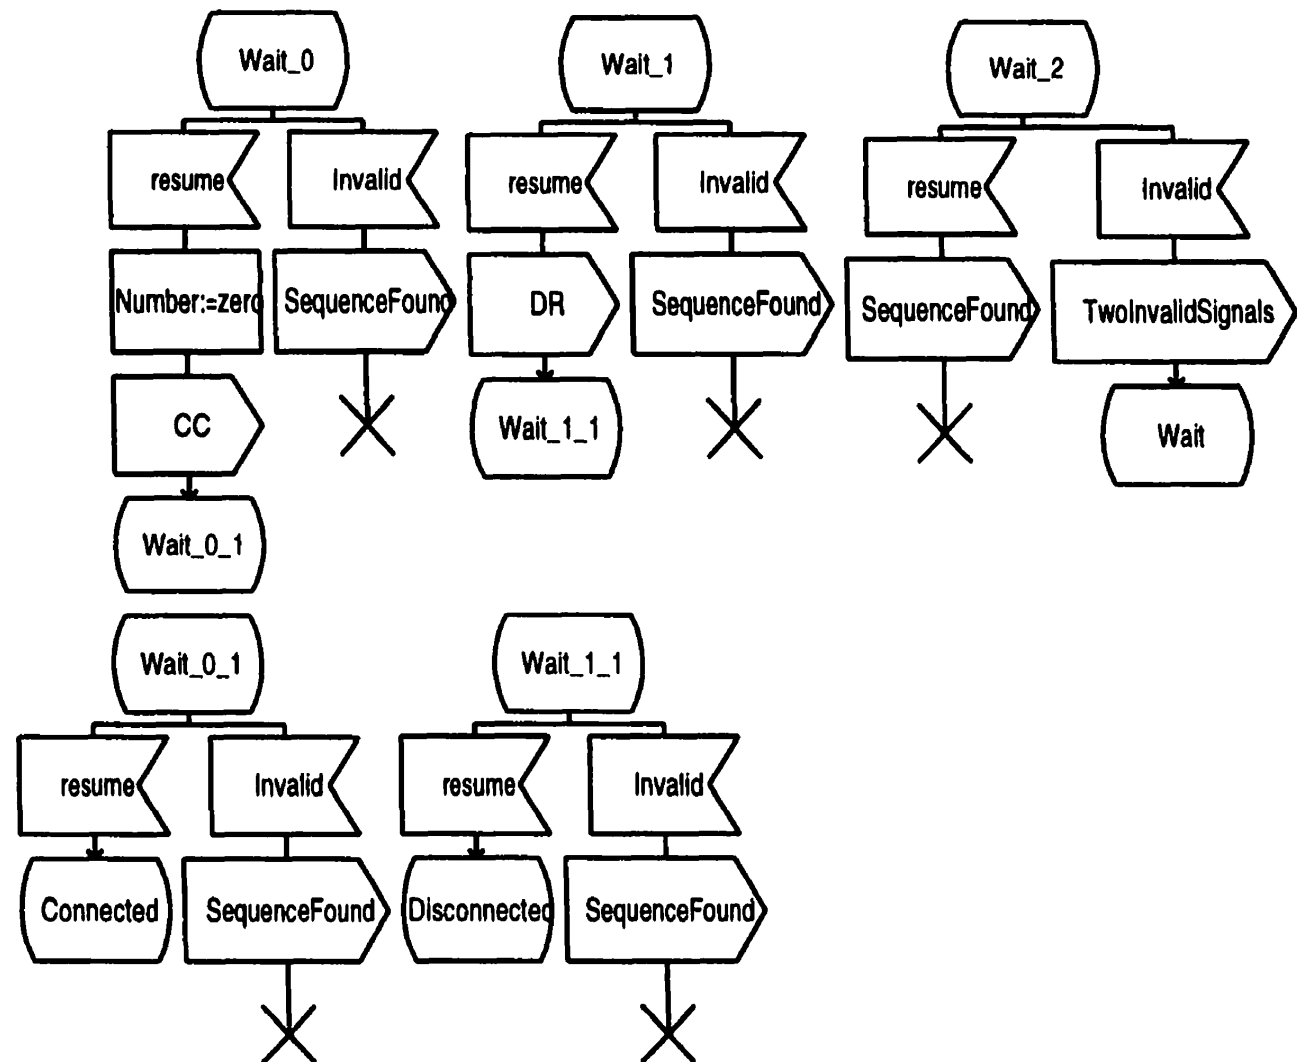 Wait_0
Wait_1
Wait_2
resume
Invalid
resume
Invalid
resume
Invalid
Number:=zero
SequenceFound
DR
SequenceFound
SequenceFound
TwoInvalidSignals
CC
Wait_1_1
Wait
Wait_0_1
Wait_0_1
Wait_1_1
resume
Invalid
resume
Invalid
Connected
SequenceFound
Disconnected
SequenceFound